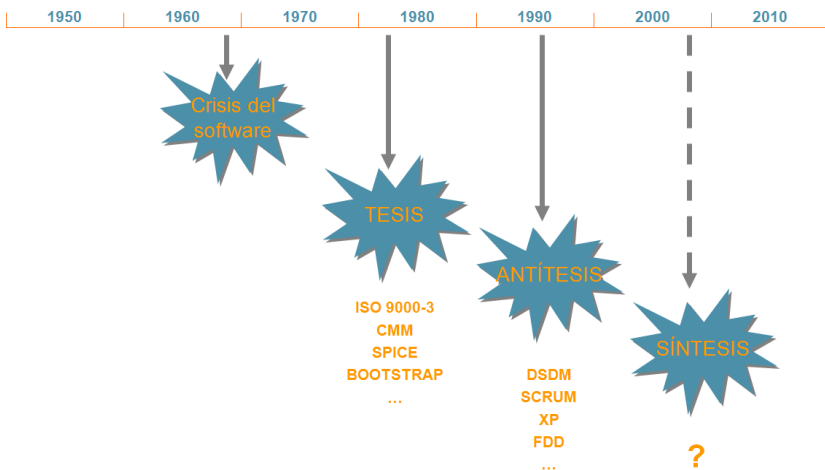 1950 1960 1970 1980 1990 2000 2010
Crisis del
software
TESIS
ANTÍTESIS
ISO 9000-3
CMM
SPICE
BOOTSTRAP
...
SÍNTESIS
DSDM
SCRUM
XP
FDD
...
?